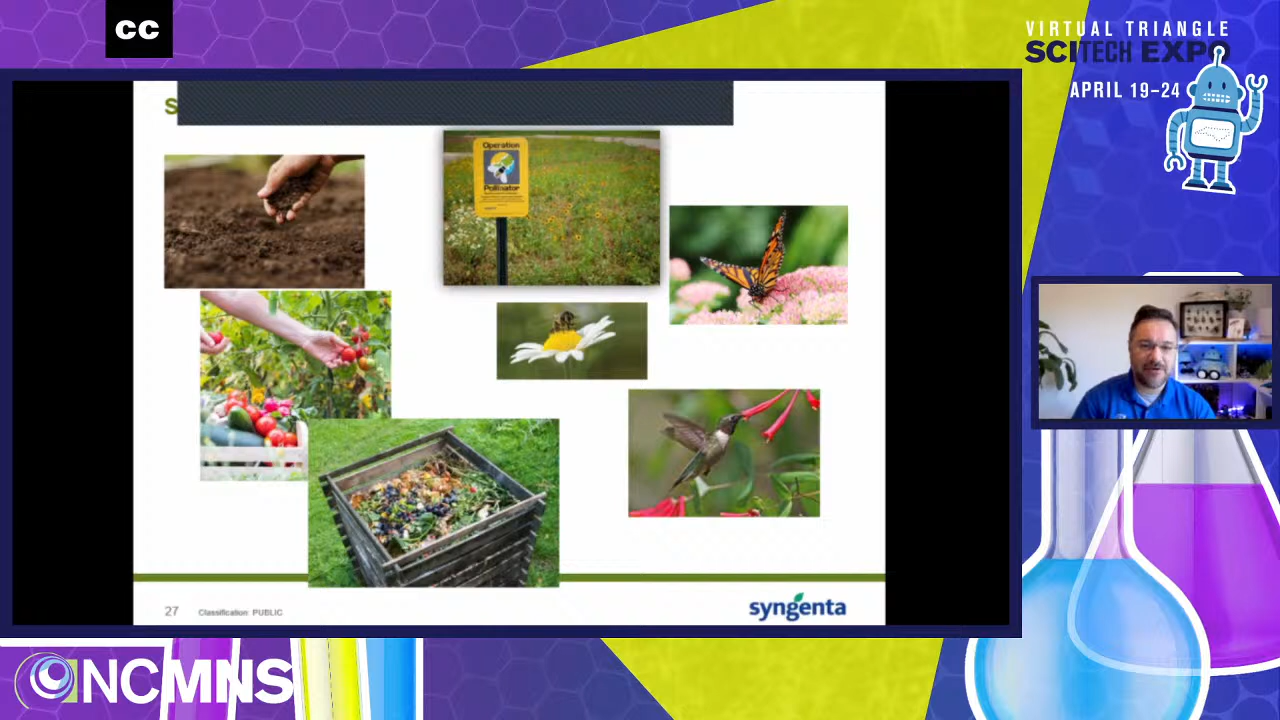 CC
VIRTUAL TRIANGLE
SCITECH EXPO
APRIL 19–24
S
Operation
Pollinator
27
Classification: PUBLIC
syngenta
NCMNS